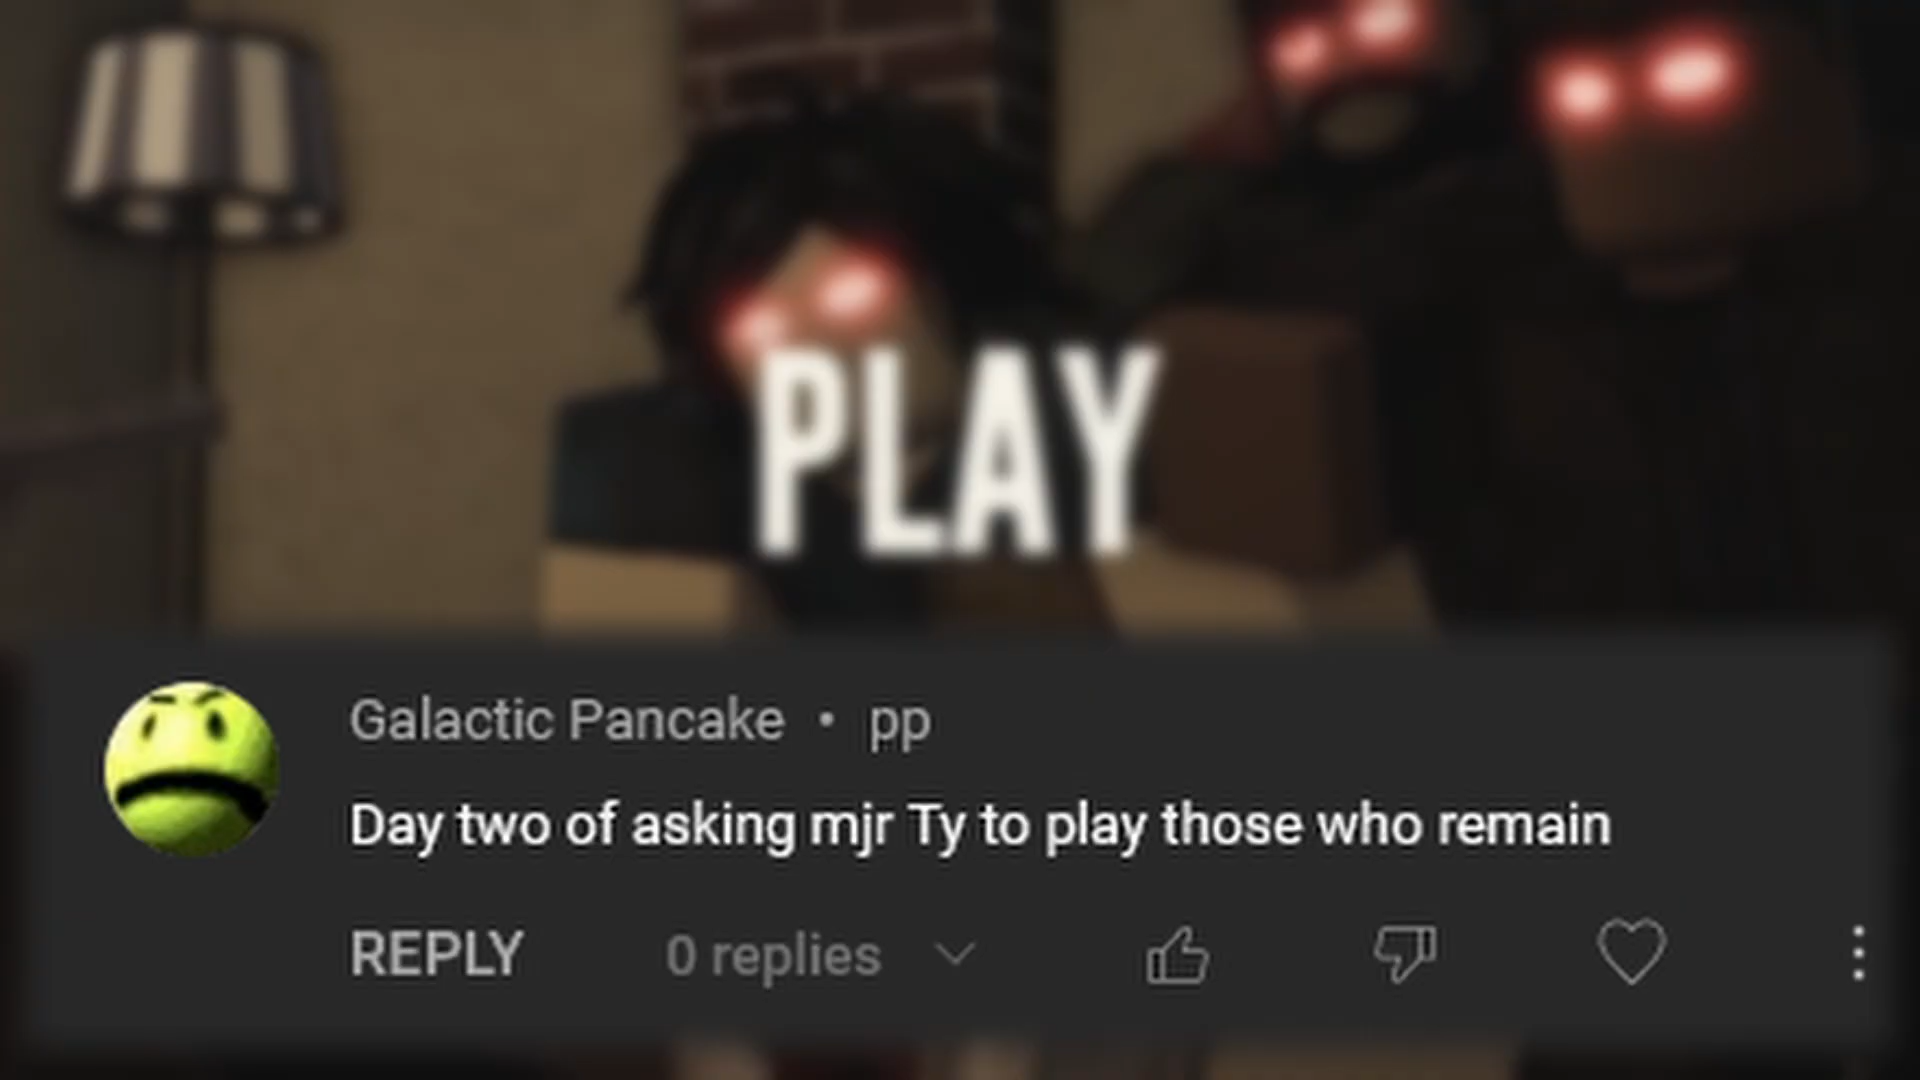 PLAY
Galactic Pancake • pp
Day two of asking mjr Ty to play those who remain
REPLY 0 replies